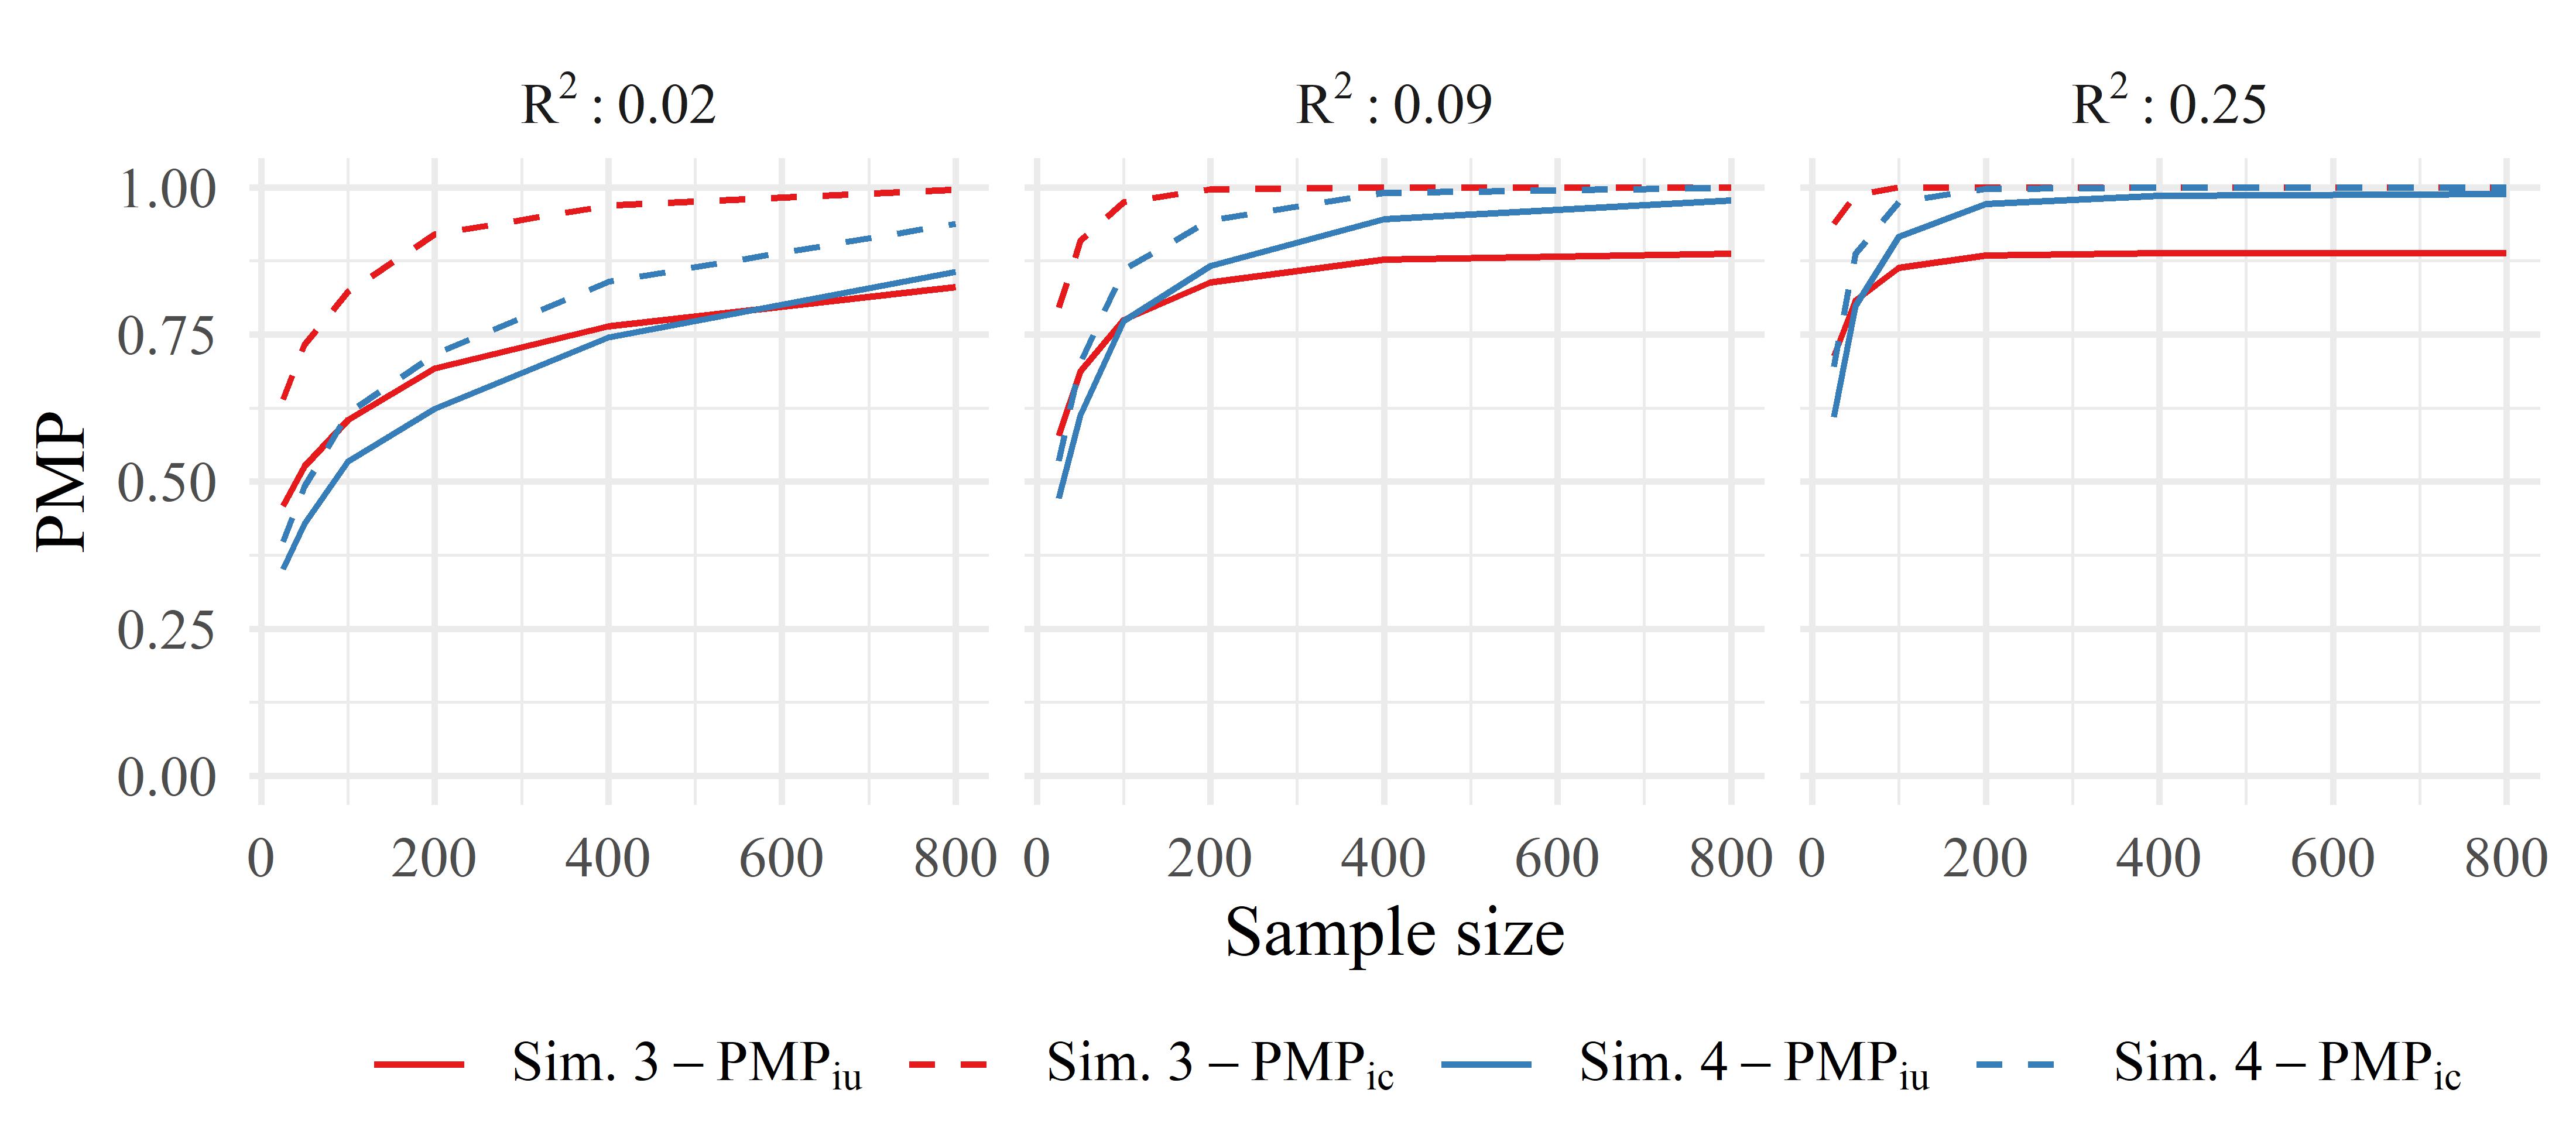 R² : 0.02 R² : 0.09 R² : 0.25
1.00
0.75
0.50
0.25
0.00
PMP
0 200 400 600 800 0 200 400 600 800 0 200 400 600 800
Sample size
Sim. 3 – PMPiu Sim. 3 – PMPic Sim. 4 – PMPiu Sim. 4 – PMPic